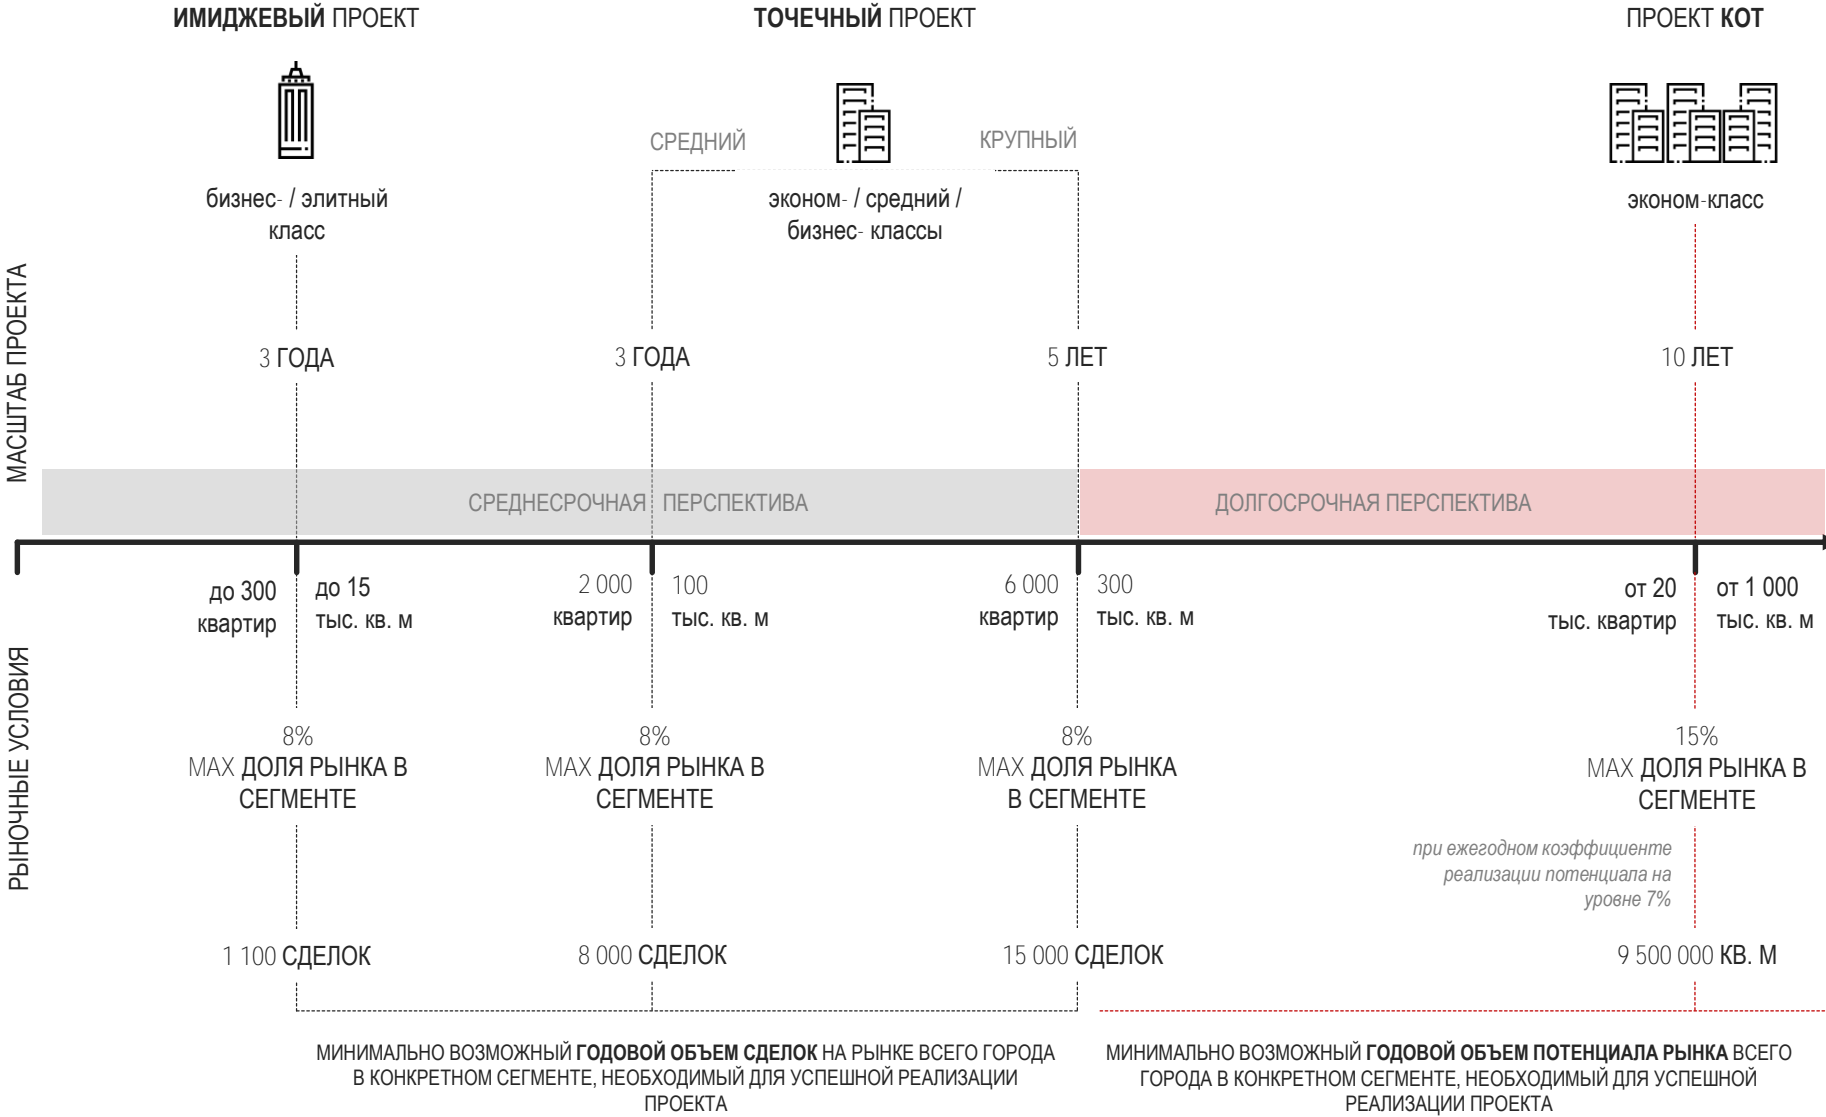 ИМИДЖЕВЫЙ ПРОЕКТ
ТОЧЕЧНЫЙ ПРОЕКТ
ПРОЕКТ КОТ
СРЕДНИЙ
КРУПНЫЙ
бизнес- / элитный
класс
эконом- / средний /
бизнес- классы
эконом-класс
МАСШТАБ ПРОЕКТА
3 ГОДА
3 ГОДА
5 ЛЕТ
10 ЛЕТ
СРЕДНЕСРОЧНАЯ ПЕРСПЕКТИВА
ДОЛГОСРОЧНАЯ ПЕРСПЕКТИВА
до 300
квартир
до 15
тыс. кв. м
2 000
квартир
100
тыс. кв. м
6 000
квартир
300
тыс. кв. м
от 20
тыс. квартир
от 1 000
тыс. кв. м
РЫНОЧНЫЕ УСЛОВИЯ
8%
MAX ДОЛЯ РЫНКА В
СЕГМЕНТЕ
8%
MAX ДОЛЯ РЫНКА В
СЕГМЕНТЕ
8%
MAX ДОЛЯ РЫНКА
В СЕГМЕНТЕ
15%
MAX ДОЛЯ РЫНКА В
СЕГМЕНТЕ
при ежегодном коэффициенте
реализации потенциала на
уровне 7%
1 100 СДЕЛОК
8 000 СДЕЛОК
15 000 СДЕЛОК
9 500 000 КВ. М
МИНИМАЛЬНО ВОЗМОЖНЫЙ ГОДОВОЙ ОБЪЕМ СДЕЛОК НА РЫНКЕ ВСЕГО ГОРОДА
В КОНКРЕТНОМ СЕГМЕНТЕ, НЕОБХОДИМЫЙ ДЛЯ УСПЕШНОЙ РЕАЛИЗАЦИИ
ПРОЕКТА
МИНИМАЛЬНО ВОЗМОЖНЫЙ ГОДОВОЙ ОБЪЕМ ПОТЕНЦИАЛА РЫНКА ВСЕГО
ГОРОДА В КОНКРЕТНОМ СЕГМЕНТЕ, НЕОБХОДИМЫЙ ДЛЯ УСПЕШНОЙ
РЕАЛИЗАЦИИ ПРОЕКТА